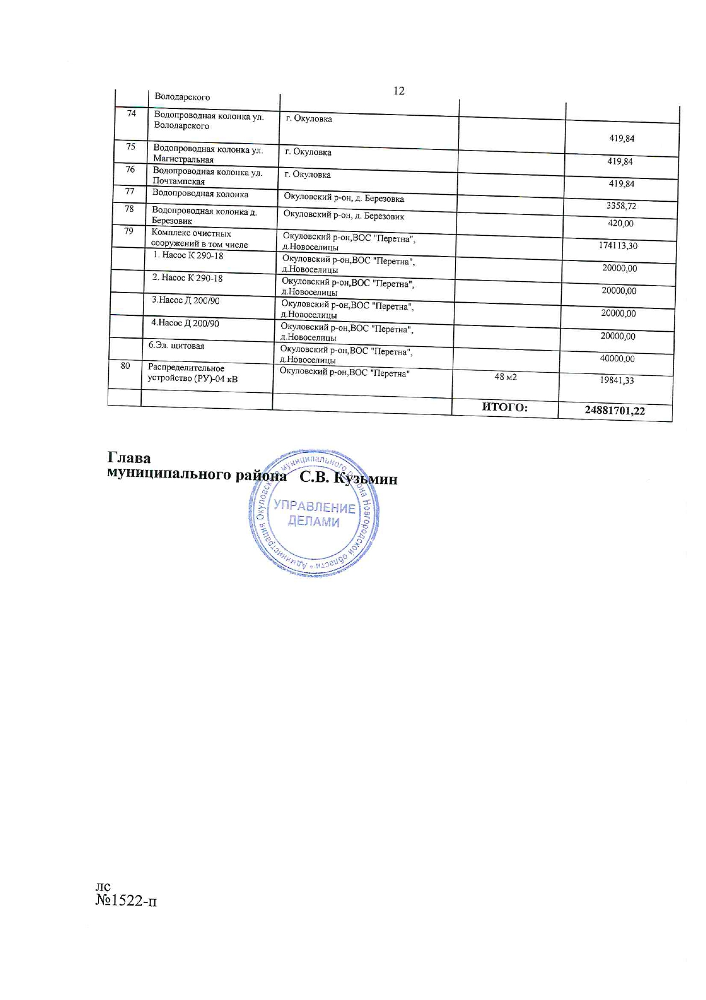 12
Володарского
74 Водопроводная колонка ул. г. Окуловка
Володарского
419,84
75 Водопроводная колонка ул. г. Окуловка
Магистральная 419,84
76 Водопроводная колонка ул. г. Окуловка
Почтампская 419,84
77 Водопроводная колонка Окуловский р-он, д. Березовка 3358,72
78 Водопроводная колонка д. Окуловский р-он, д. Березовик
Березовик 420,00
79 Комплекс очистных Окуловский р-он,ВОС "Перетна",
сооружений в том числе д.Новоселицы 174113,30
1. Насос К 290-18 Окуловский р-он,ВОС "Перетна",
д.Новоселицы 20000,00
2. Насос К 290-18 Окуловский р-он,ВОС "Перетна",
д.Новоселицы 20000,00
3.Насос Д 200/90 Окуловский р-он,ВОС "Перетна",
д.Новоселицы 20000,00
4.Насос Д 200/90 Окуловский р-он,ВОС "Перетна",
д.Новоселицы 20000,00
6.Эл. щитовая Окуловский р-он,ВОС "Перетна",
д.Новоселицы 40000,00
80 Распределительное Окуловский р-он,ВОС "Перетна" 48 м2 19841,33
устройство (РУ)-04 кВ
ИТОГО: 24881701,22
Глава
муниципального района С.В. Кузьмин
Администрация Окуловского муниципального района Новгородской области *
УПРАВЛЕНИЕ
ДЕЛАМИ
лс
№1522-п